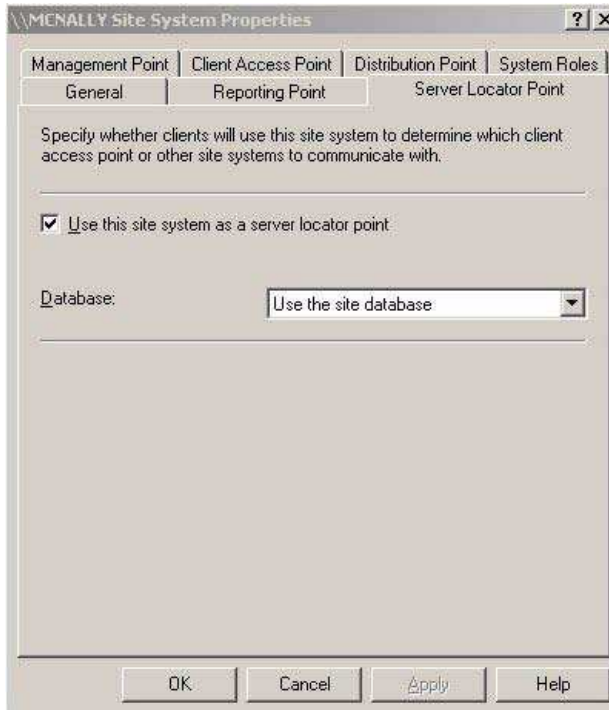 \\MCNALLY Site System Properties
Management Point Client Access Point Distribution Point System Roles
General Reporting Point Server Locator Point
Specify whether clients will use this site system to determine which client
access point or other site systems to communicate with.
Use this site system as a server locator point
Database: Use the site database
OK Cancel Apply Help